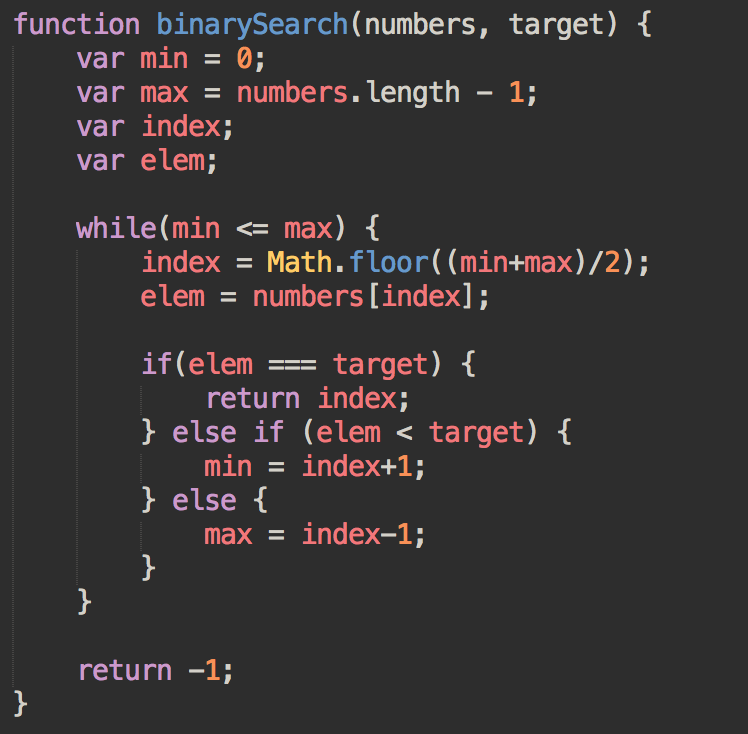 function binarySearch(numbers, target) {
    var min = 0;
    var max = numbers.length - 1;
    var index;
    var elem;

    while(min <= max) {
        index = Math.floor((min+max)/2);
        elem = numbers[index];

        if(elem === target) {
            return index;
        } else if (elem < target) {
            min = index+1;
        } else {
            max = index-1;
        }
    }

    return -1;
}